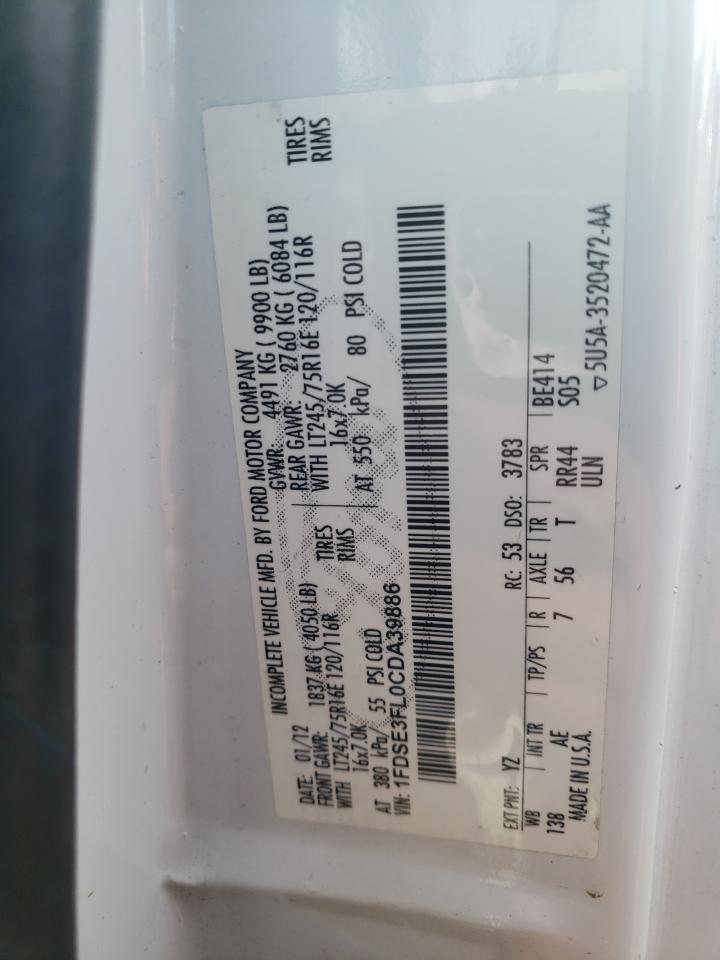 INCOMPLETE VEHICLE MFD. BY FORD MOTOR COMPANY
DATE: 01/12 GVWR: 4491 KG ( 9900 LB)
FRONT GAWR: 1837 KG ( 4050 LB) REAR GAWR: 2760 KG ( 6084 LB)
WITH LT245/75R16E 120/116R TIRES WITH LT245/75R16E 120/116R TIRES
16x7.0K RIMS 16x7.0K RIMS
AT 380 kPa/ 55 PSI COLD AT 550 kPa/ 80 PSI COLD
VIN: 1FDSE3FL0CDA39886
EXT PNT: YZ RC: 53 DSO: 3783
WB | INT TR | TP/PS | R | AXLE | TR | SPR | BE414
138 AE 7 56 T RR44 S05
MADE IN U.S.A. ULN
▽5U5A-3520472-AA